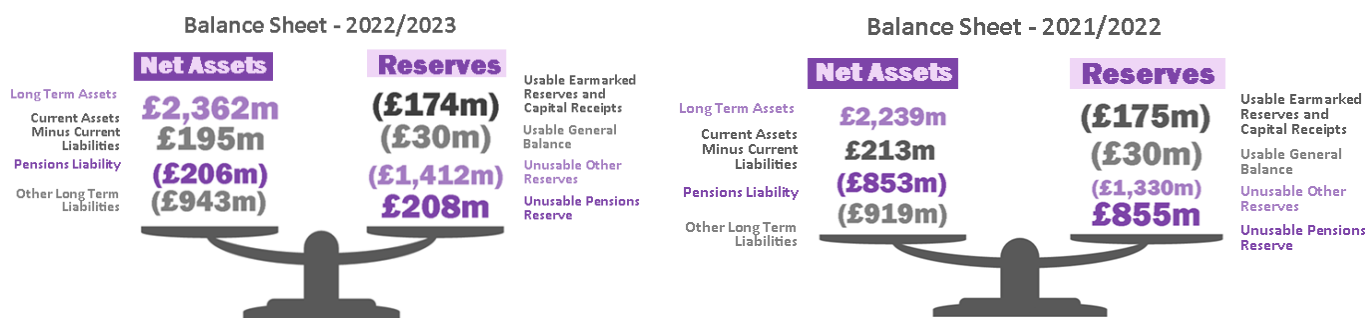 Balance Sheet - 2022/2023
Net Assets
Reserves
Long Term Assets
£2,362m
(£174m)
Usable Earmarked
Reserves and
Capital Receipts
Current Assets
Minus Current
Liabilities
£195m
(£30m)
Usable General
Balance
Pensions Liability
(£206m)
(£1,412m)
Unusable Other
Reserves
Other Long Term
Liabilities
(£943m)
£208m
Unusable Pensions
Reserve
Balance Sheet - 2021/2022
Net Assets
Reserves
Long Term Assets
£2,239m
(£175m)
Usable Earmarked
Reserves and
Capital Receipts
Current Assets
Minus Current
Liabilities
£213m
(£30m)
Usable General
Balance
Pensions Liability
(£853m)
(£1,330m)
Unusable Other
Reserves
Other Long Term
Liabilities
(£919m)
£855m
Unusable Pensions
Reserve